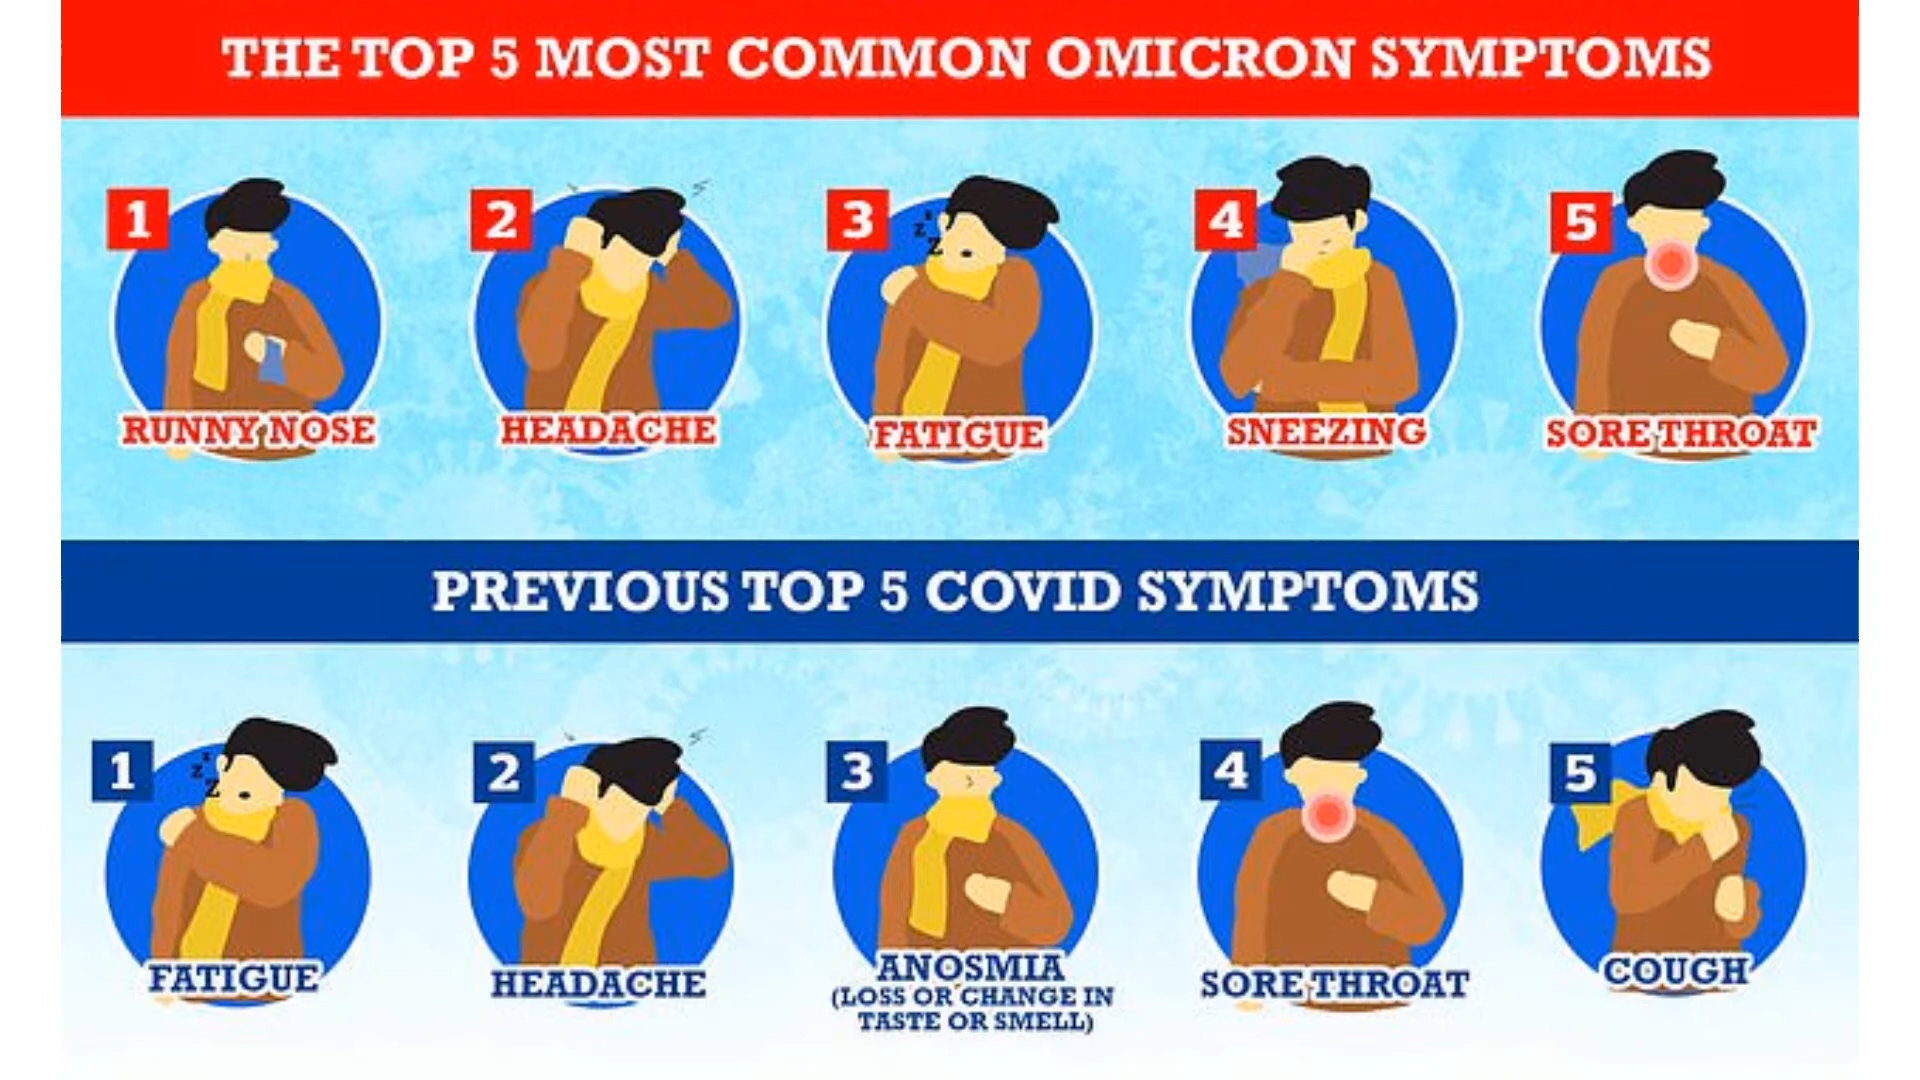 THE TOP 5 MOST COMMON OMICRON SYMPTOMS
1
RUNNY NOSE
2
HEADACHE
3
z z
FATIGUE
4
SNEEZING
5
SORE THROAT
PREVIOUS TOP 5 COVID SYMPTOMS
1
z z
FATIGUE
2
HEADACHE
3
ANOSMIA
(LOSS OR CHANGE IN
TASTE OR SMELL)
4
SORE THROAT
5
COUGH